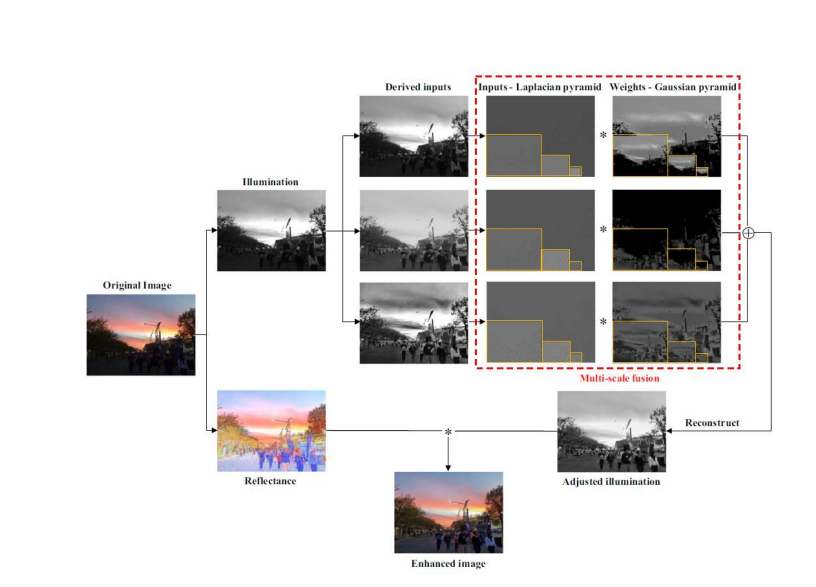 Derived inputs
Inputs - Laplacian pyramid
Weights - Gaussian pyramid
*
Illumination
*
Original Image
*
Multi-scale fusion
Reconstruct
*
Reflectance
Adjusted illumination
Enhanced image